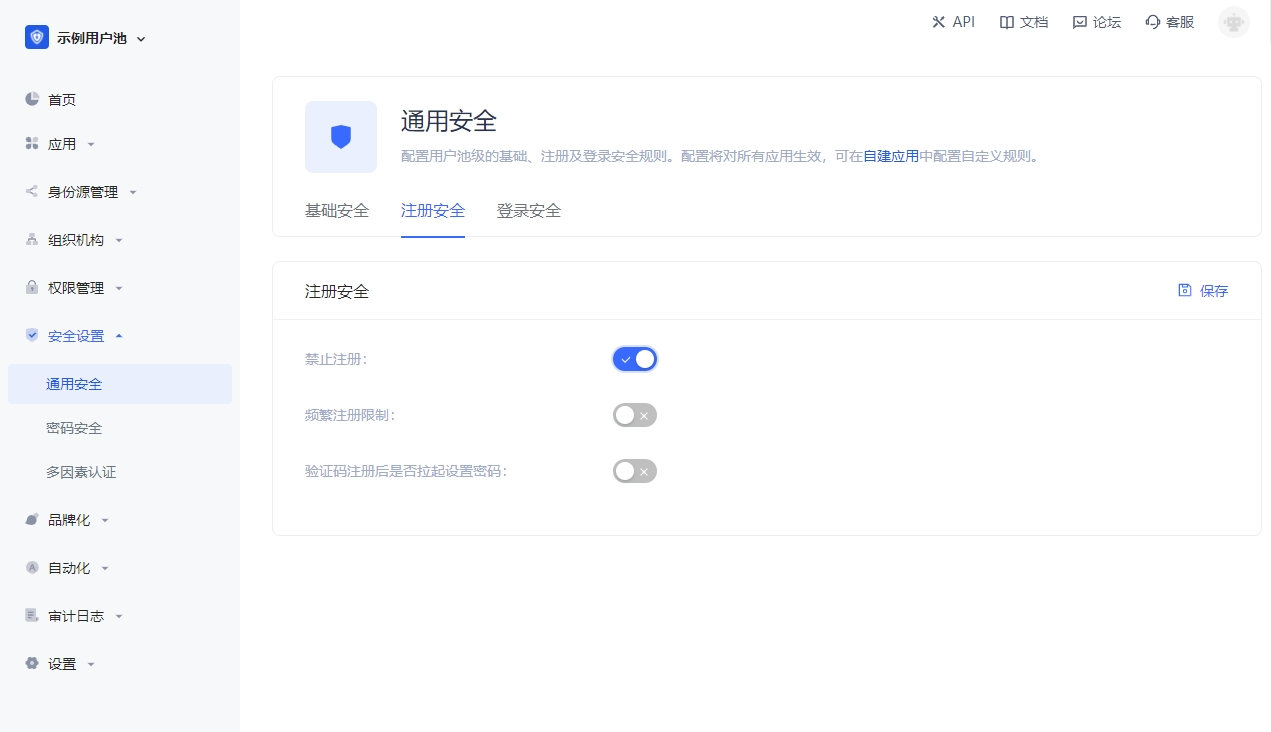 示例用户池
API
文档
论坛
客服
首页
应用
身份源管理
组织机构
权限管理
安全设置
通用安全
密码安全
多因素认证
品牌化
自动化
审计日志
设置
通用安全
配置用户池级的基础、注册及登录安全规则。配置将对所有应用生效，可在自建应用中配置自定义规则。
基础安全
注册安全
登录安全
注册安全
保存
禁止注册：
频繁注册限制：
验证码注册后是否拉起设置密码：